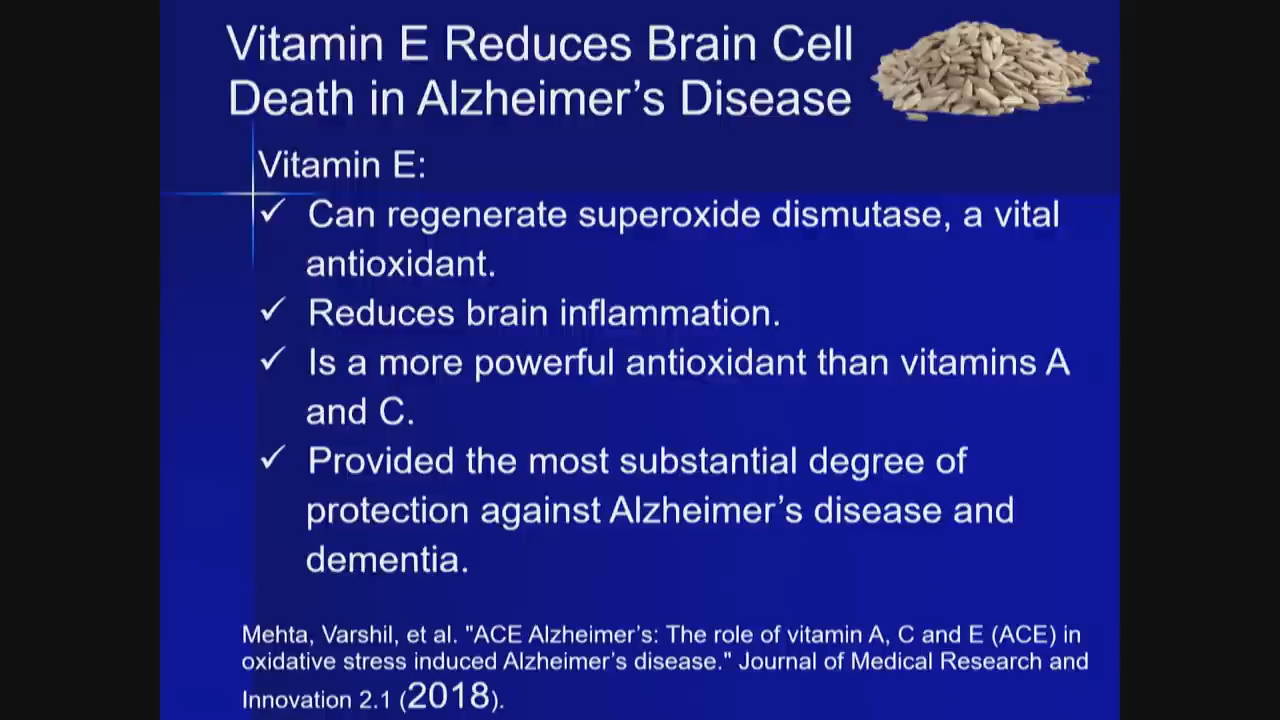 Vitamin E Reduces Brain Cell
Death in Alzheimer's Disease
Vitamin E:
✓ Can regenerate superoxide dismutase, a vital
antioxidant.
✓ Reduces brain inflammation.
✓ Is a more powerful antioxidant than vitamins A
and C.
✓ Provided the most substantial degree of
protection against Alzheimer's disease and
dementia.
Mehta, Varshil, et al. "ACE Alzheimer's: The role of vitamin A, C and E (ACE) in
oxidative stress induced Alzheimer's disease." Journal of Medical Research and
Innovation 2.1 (2018).